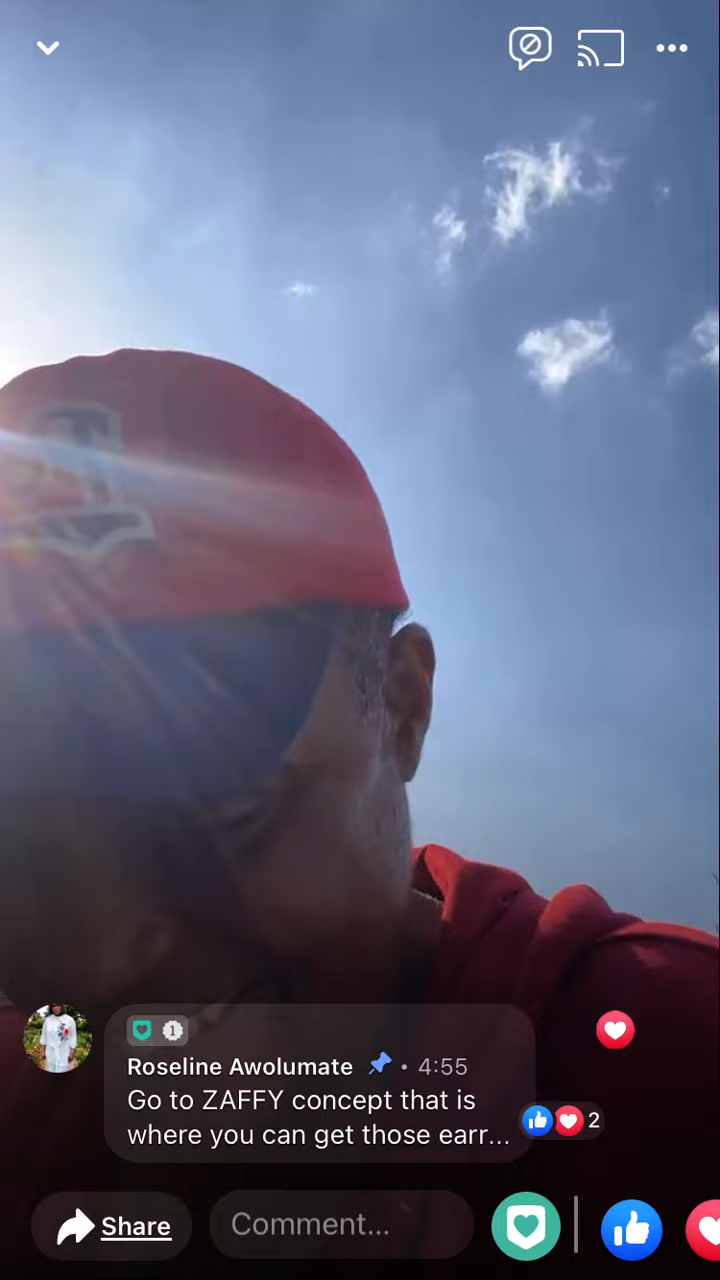 1
Roseline Awolumate • 4:55
Go to ZAFFY concept that is
where you can get those earr...
2
Share
Comment...